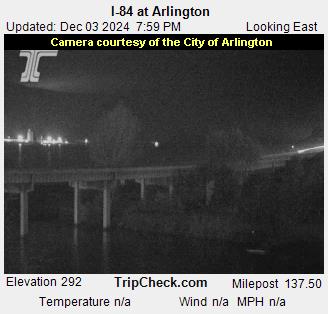 I-84 at Arlington
Updated: Dec 03 2024 7:59 PM Looking East
Camera courtesy of the City of Arlington
Elevation 292 TripCheck.com Milepost 137.50
Temperature n/a Wind n/a MPH n/a